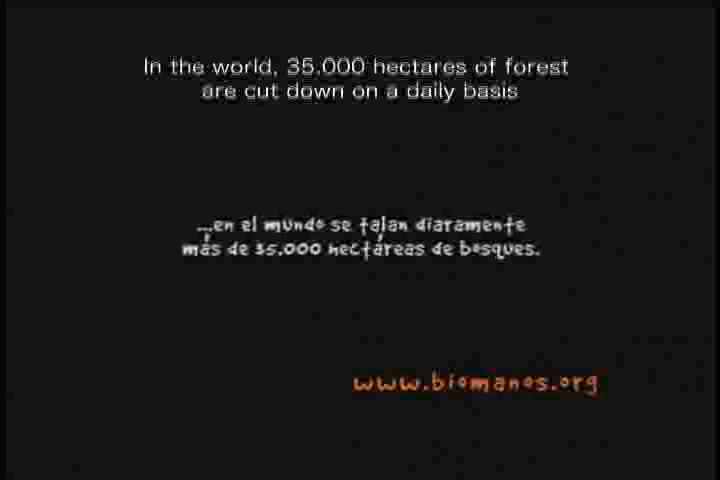 In the world, 35.000 hectares of forest
are cut down on a daily basis
...en el mundo se talan diaramente
más de 35.000 hectáreas de bosques.
www.biomanos.org